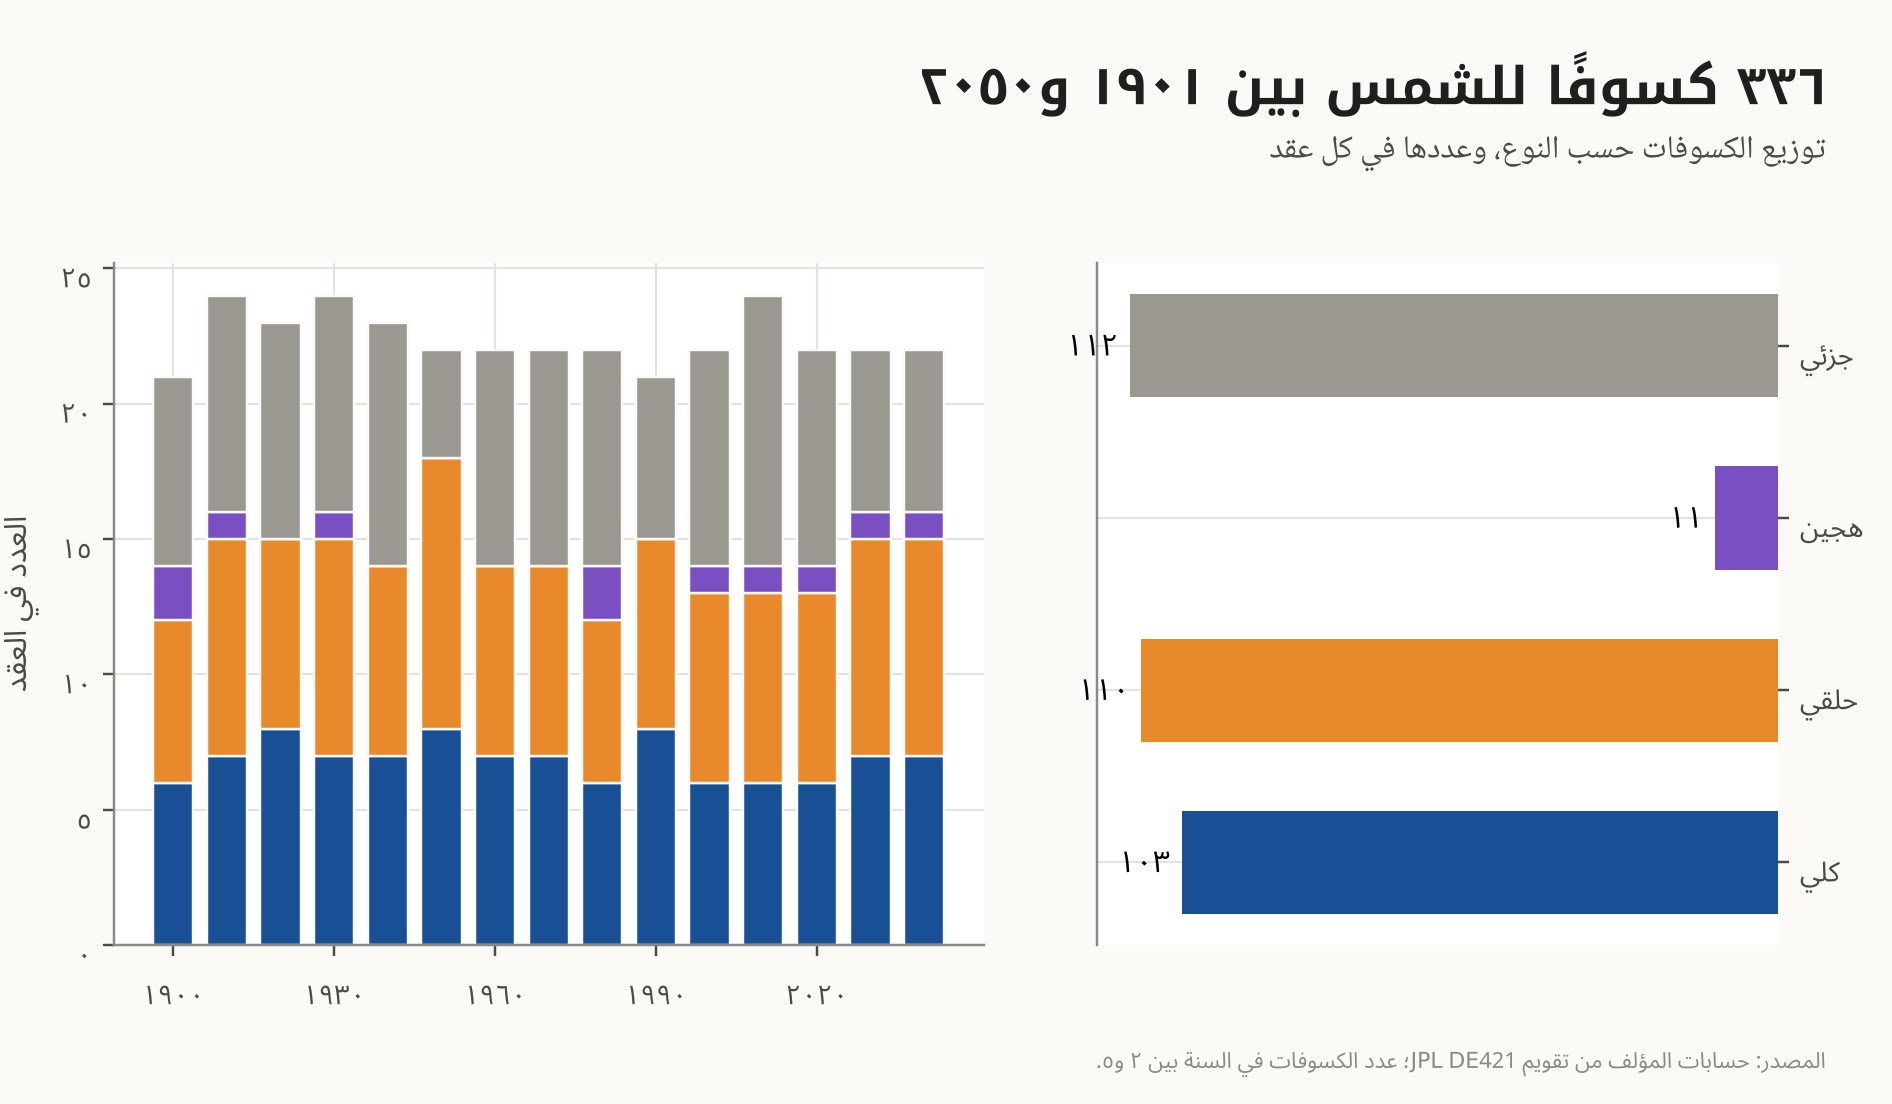 ٣٣٦ كسوفًا للشمس بين ١٩٠١ و٢٠٥٠
توزيع الكسوفات حسب النوع، وعددها في كل عقد
جزئي
١١٢
هجين
١١
حلقي
١١٠
كلي
١٠٣
العدد في العقد
٢٥
٢٠
١٥
١٠
٥
٠
١٩٠٠
١٩٣٠
١٩٦٠
١٩٩٠
٢٠٢٠
المصدر: حسابات المؤلف من تقويم JPL DE421؛ عدد الكسوفات في السنة بين ٢ و٥.